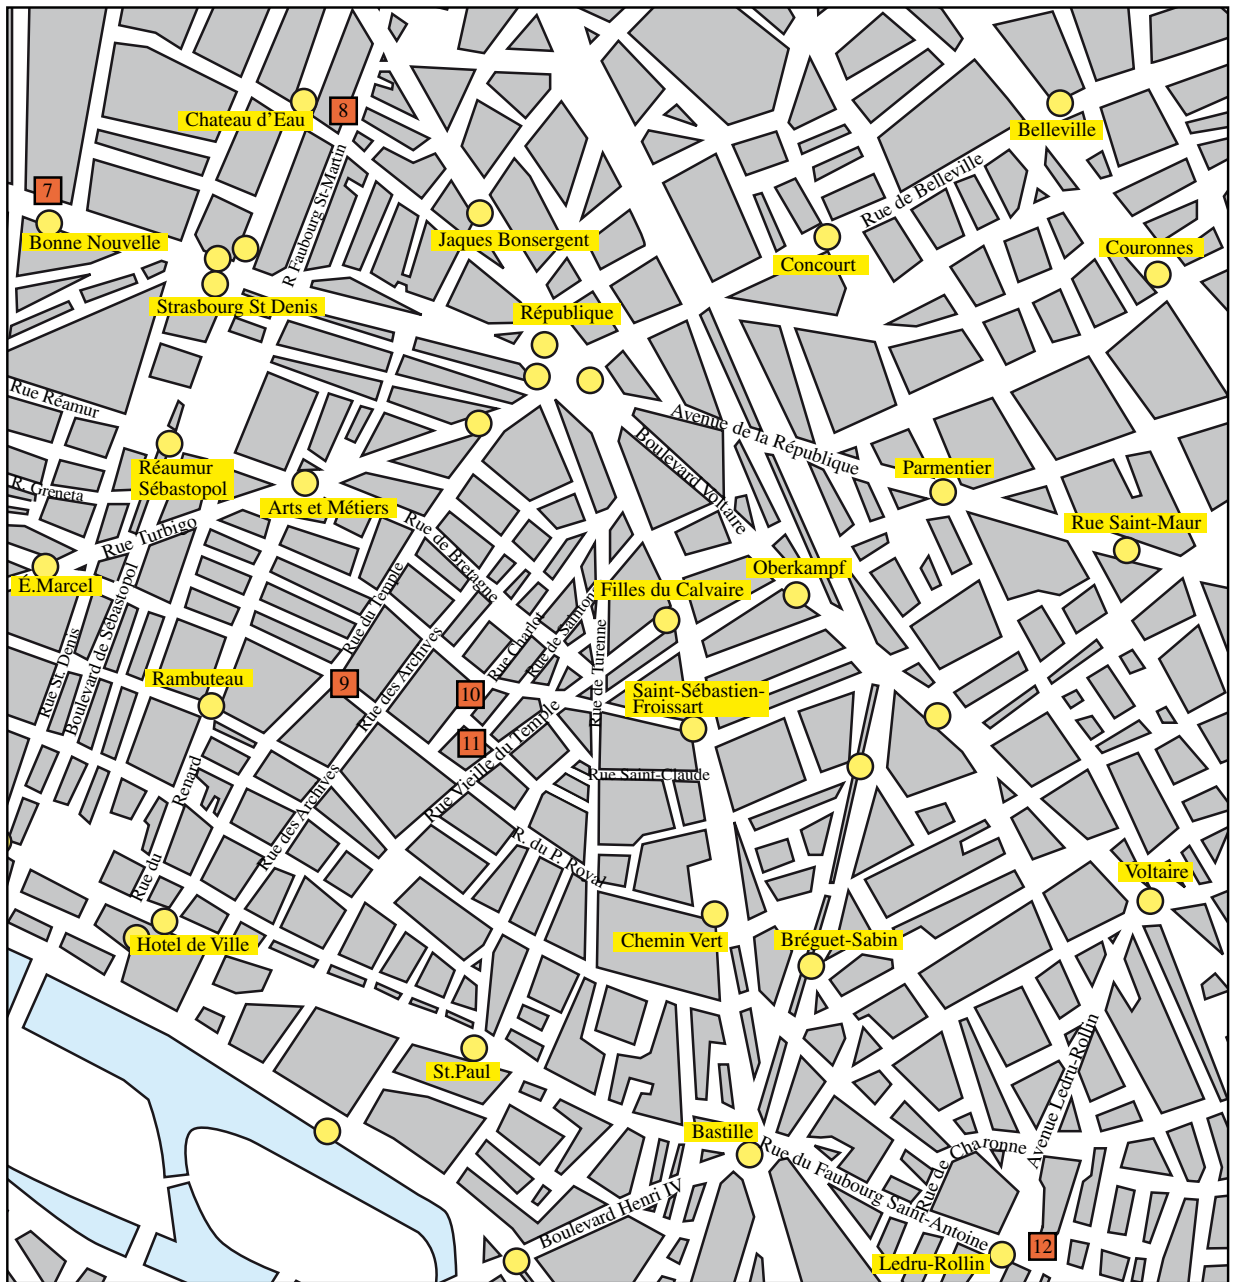 8
Chateau d'Eau
Belleville
7
R Faubourg St-Martin
Rue de Belleville
Bonne Nouvelle
Jaques Bonsergent
Concourt
Couronnes
Strasbourg St Denis
République
Rue Réamur
Avenue de la République
Boulevard Voltaire
Réaumur
Sébastopol
Parmentier
R. Greneta
Arts et Métiers
Rue Turbigo
Rue de Bretagne
Rue Saint-Maur
É.Marcel
Oberkampf
Filles du Calvaire
Rue du Temple
Rue Charlot
Rue de Sainton
Rue de Turenne
Rue St. Denis
Boulevard de Sébastopol
Rue des Archives
Rambuteau
9
10
Saint-Sébastien-
Froissart
11
Rue Vieille du Temple
Rue Saint-Claude
Rue du Renard
Rue des Archives
R. du P. Royal
Voltaire
Hotel de Ville
Chemin Vert
Bréguet-Sabin
Avenue Ledru-Rollin
St.Paul
Bastille
Rue du Faubourg Saint-Antoine
Rue de Charonne
Boulevard Henri IV
12
Ledru-Rollin